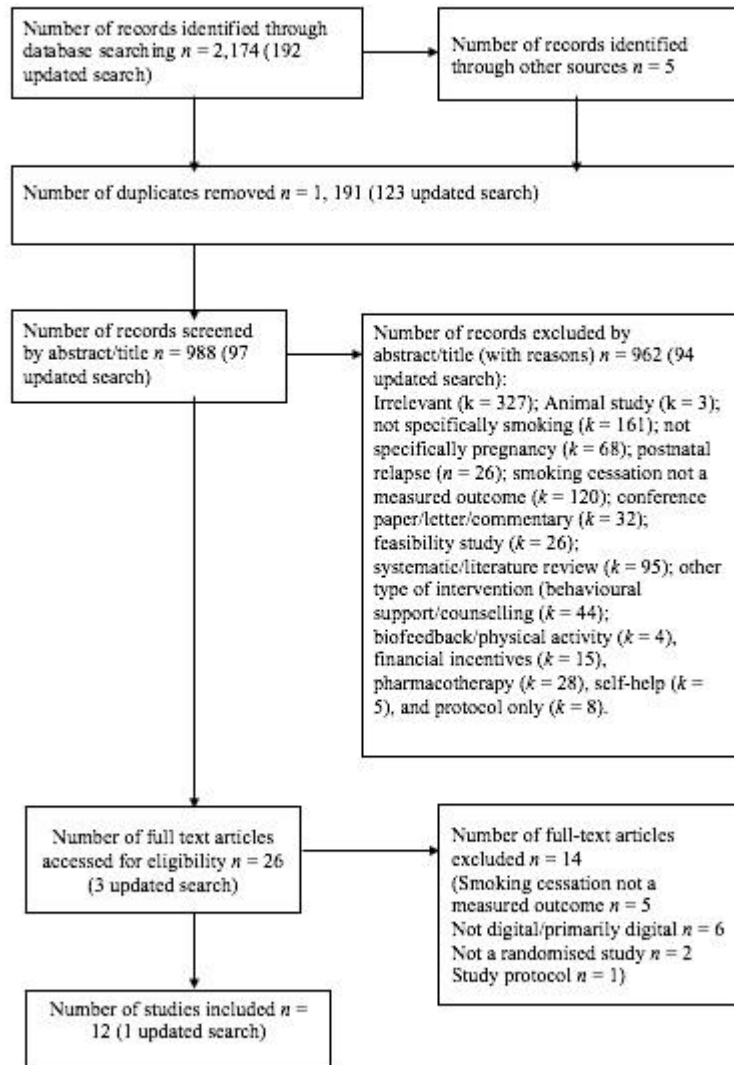 Number of records identified through
database searching n = 2,174 (192
updated search)
Number of records identified
through other sources n = 5
Number of duplicates removed n = 1, 191 (123 updated search)
Number of records screened
by abstract/title n = 988 (97
updated search)
Number of records excluded by
abstract/title (with reasons) n = 962 (94
updated search):
Irrelevant (k = 327); Animal study (k = 3);
not specifically smoking (k = 161); not
specifically pregnancy (k = 68); postnatal
relapse (n = 26); smoking cessation not a
measured outcome (k = 120); conference
paper/letter/commentary (k = 32);
feasibility study (k = 26);
systematic/literature review (k = 95); other
type of intervention (behavioural
support/counselling (k = 44);
biofeedback/physical activity (k = 4),
financial incentives (k = 15),
pharmacotherapy (k = 28), self-help (k =
5), and protocol only (k = 8).
Number of full text articles
accessed for eligibility n = 26
(3 updated search)
Number of full-text articles
excluded n = 14
(Smoking cessation not a
measured outcome n = 5
Not digital/primarily digital n = 6
Not a randomised study n = 2
Study protocol n = 1)
Number of studies included n =
12 (1 updated search)